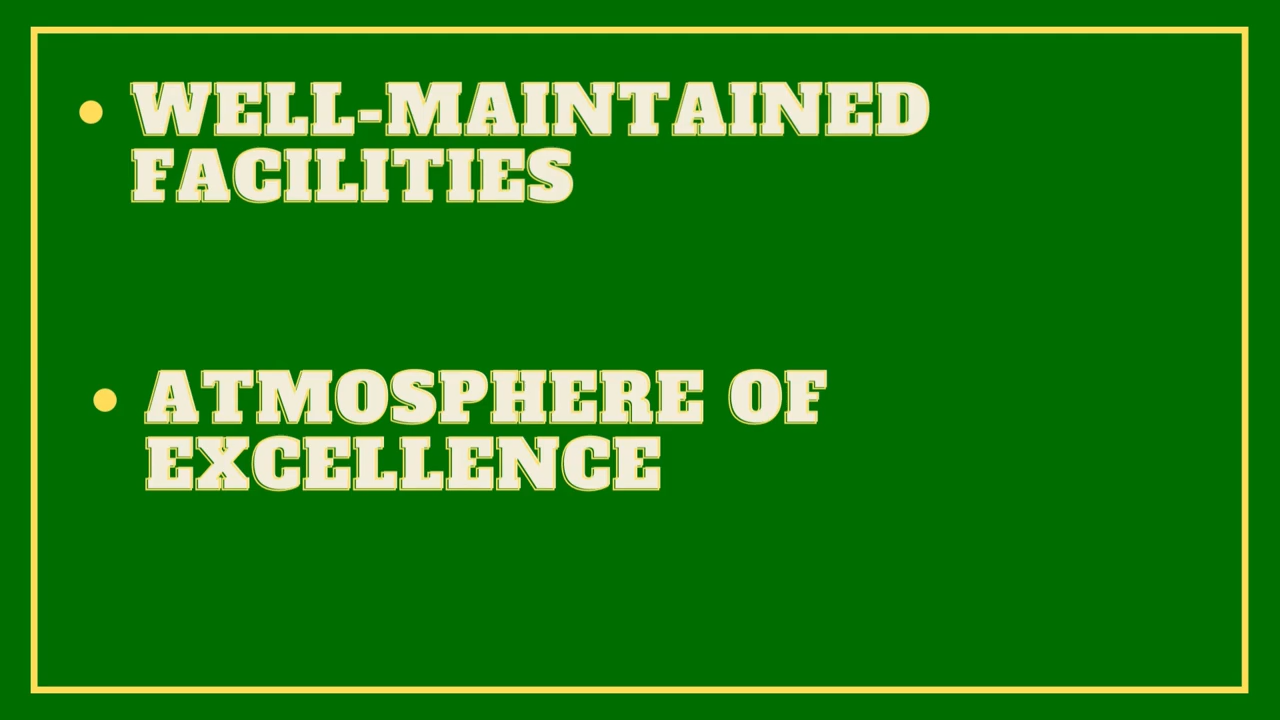 • WELL-MAINTAINED
FACILITIES
• ATMOSPHERE OF
EXCELLENCE